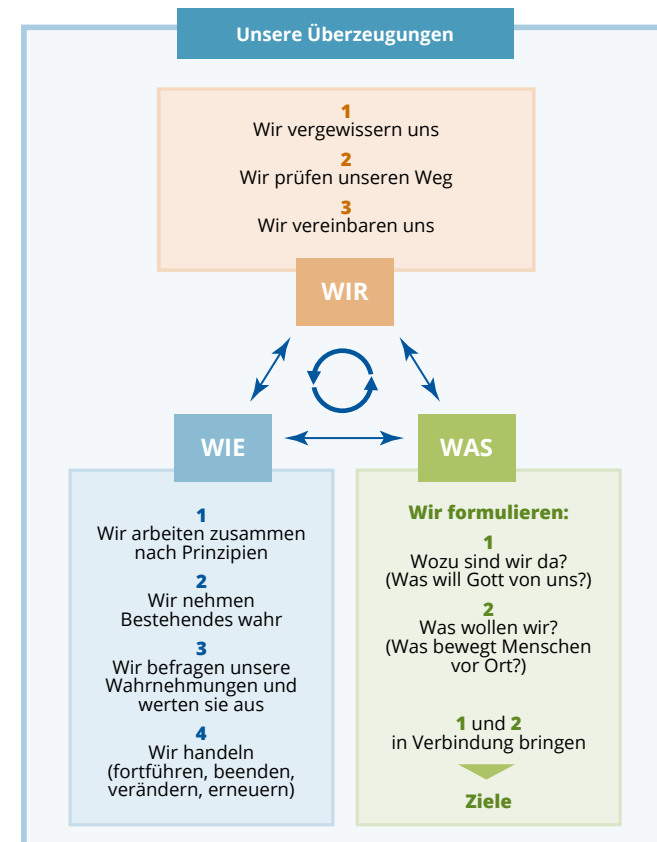 Unsere Überzeugungen
1
Wir vergewissern uns
2
Wir prüfen unseren Weg
3
Wir vereinbaren uns
WIR
WIE
1
Wir arbeiten zusammen
nach Prinzipien
2
Wir nehmen
Bestehendes wahr
3
Wir befragen unsere
Wahrnehmungen und
werten sie aus
4
Wir handeln
(fortführen, beenden,
verändern, erneuern)
WAS
Wir formulieren:
1
Wozu sind wir da?
(Was will Gott von uns?)
2
Was wollen wir?
(Was bewegt Menschen
vor Ort?)
1 und 2
in Verbindung bringen
Ziele